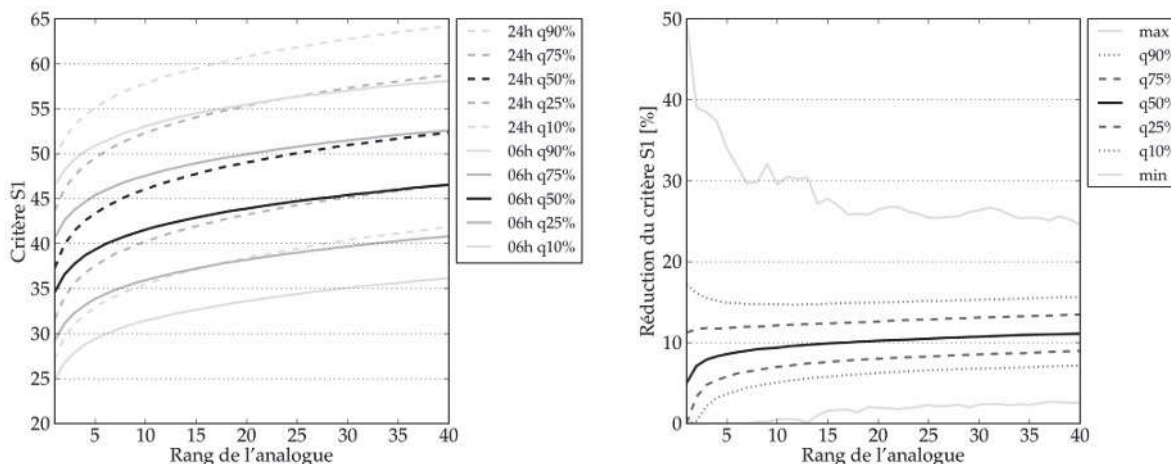 Critère S1
65
60
55
50
45
40
35
30
25
20
5 10 15 20 25 30 35 40
Rang de l'analogue
24h q90%
24h q75%
24h q50%
24h q25%
24h q10%
06h q90%
06h q75%
06h q50%
06h q25%
06h q10%
Réduction du critère S1 [%]
50
40
30
20
10
0
5 10 15 20 25 30 35 40
Rang de l'analogue
max
q90%
q75%
q50%
q25%
q10%
min